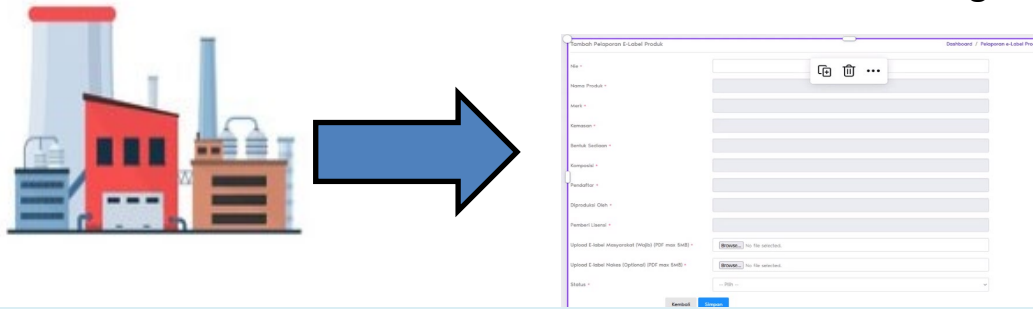 Tambah Pelaporan E-Label Produk
Dashboard / Pelaporan e-Label Pro
Nie *
Nama Produk *
Merk *
Kemasan *
Bentuk Sediaan *
Komposisi *
Pendaftar *
Diproduksi Oleh *
Pemberi Lisensi *
Upload E-label Masyarakat (Wajib) (PDF max 5MB) *
Browse... No file selected.
Upload E-label Nakes (Optional) (PDF max 5MB) *
Browse... No file selected.
Status *
-- Pilih --
Kembali Simpan